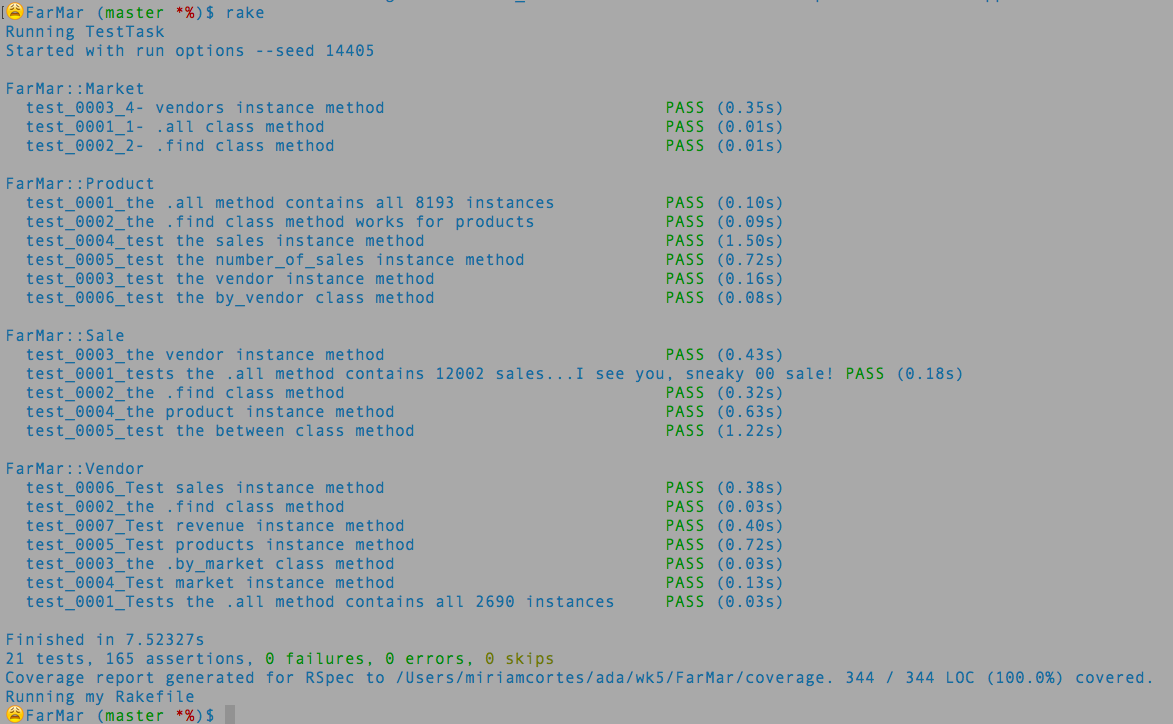 [😩FarMar (master *%)$ rake
Running TestTask
Started with run options --seed 14405
FarMar::Market
test_0003_4- vendors instance method PASS (0.35s)
test_0001_1- .all class method PASS (0.01s)
test_0002_2- .find class method PASS (0.01s)
FarMar::Product
test_0001_the .all method contains all 8193 instances PASS (0.10s)
test_0002_the .find class method works for products PASS (0.09s)
test_0004_test the sales instance method PASS (1.50s)
test_0005_test the number_of_sales instance method PASS (0.72s)
test_0003_test the vendor instance method PASS (0.16s)
test_0006_test the by_vendor class method PASS (0.08s)
FarMar::Sale
test_0003_the vendor instance method PASS (0.43s)
test_0001_tests the .all method contains 12002 sales...I see you, sneaky 00 sale! PASS (0.18s)
test_0002_the .find class method PASS (0.32s)
test_0004_the product instance method PASS (0.63s)
test_0005_test the between class method PASS (1.22s)
FarMar::Vendor
test_0006_Test sales instance method PASS (0.38s)
test_0002_the .find class method PASS (0.03s)
test_0007_Test revenue instance method PASS (0.40s)
test_0005_Test products instance method PASS (0.72s)
test_0003_the .by_market class method PASS (0.03s)
test_0004_Test market instance method PASS (0.13s)
test_0001_Tests the .all method contains all 2690 instances PASS (0.03s)
Finished in 7.52327s
21 tests, 165 assertions, 0 failures, 0 errors, 0 skips
Coverage report generated for RSpec to /Users/miriamcortes/ada/wk5/FarMar/coverage. 344 / 344 LOC (100.0%) covered.
Running my Rakefile
😩FarMar (master *%)$